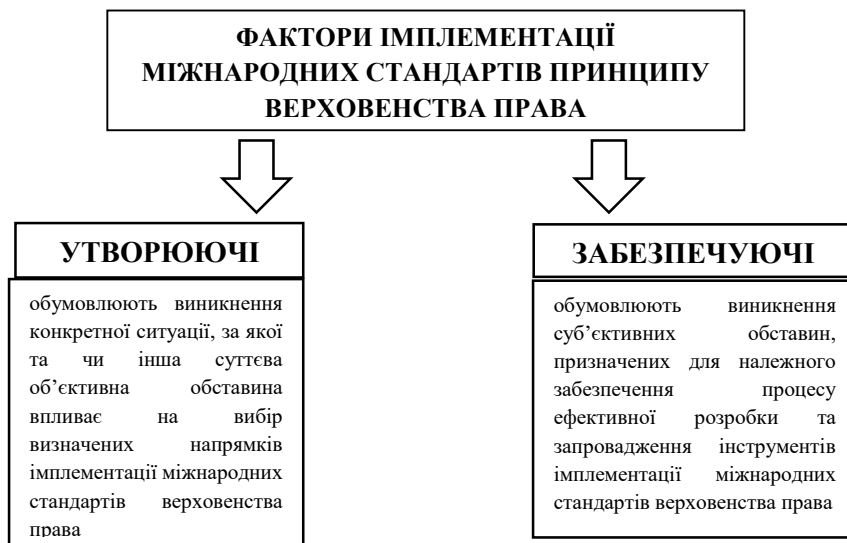 ФАКТОРИ ІМПЛЕМЕНТАЦІЇ
МІЖНАРОДНИХ СТАНДАРТІВ ПРИНЦИПУ
ВЕРХОВЕНСТВА ПРАВА
УТВОРЮЮЧІ
обумовлюють виникнення
конкретної ситуації, за якої
та чи інша суттєва
об’єктивна обставина
впливає на вибір
визначених напрямків
імплементації міжнародних
стандартів верховенства
права
ЗАБЕЗПЕЧУЮЧІ
обумовлюють виникнення
суб’єктивних обставин,
призначених для належного
забезпечення процесу
ефективної розробки та
запровадження інструментів
імплементації міжнародних
стандартів верховенства права